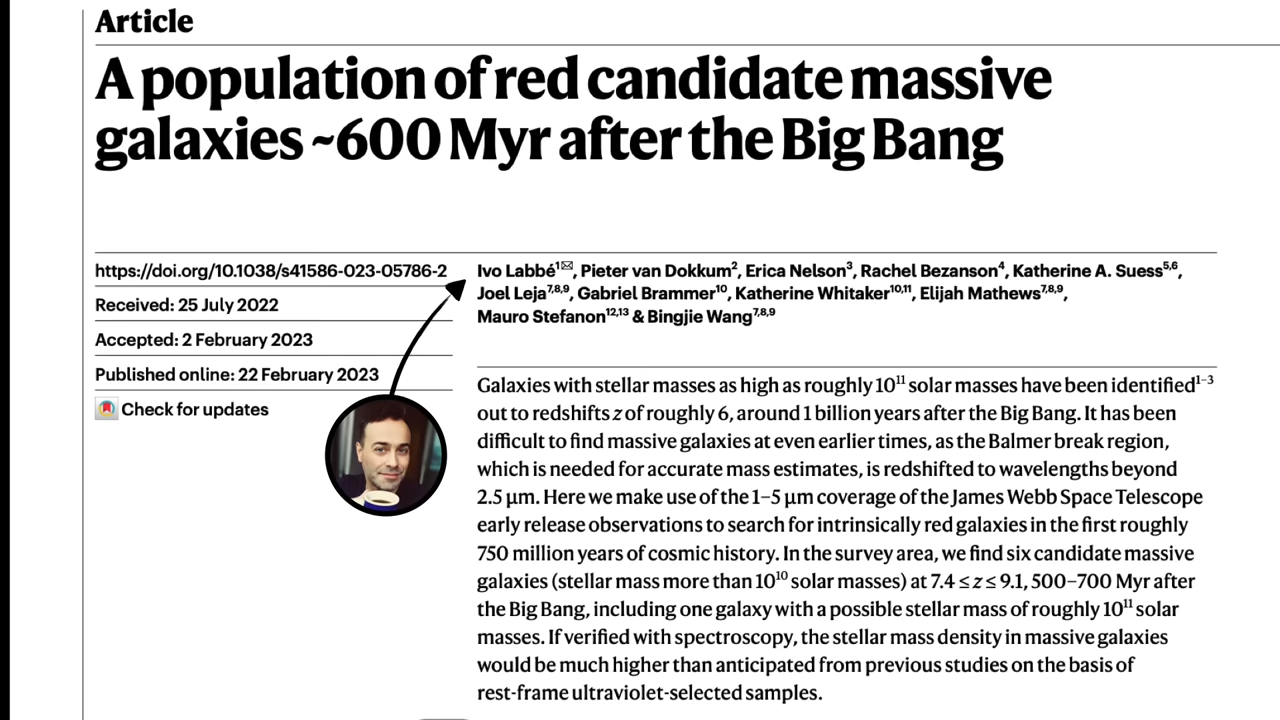 Article
A population of red candidate massive
galaxies ~600 Myr after the Big Bang
https://doi.org/10.1038/s41586-023-05786-2
Received: 25 July 2022
Accepted: 2 February 2023
Published online: 22 February 2023
Check for updates
Ivo Labbé1✉, Pieter van Dokkum2, Erica Nelson3, Rachel Bezanson4, Katherine A. Suess5,6,
Joel Leja7,8,9, Gabriel Brammer10, Katherine Whitaker10,11, Elijah Mathews7,8,9,
Mauro Stefanon12,13 & Bingjie Wang7,8,9
Galaxies with stellar masses as high as roughly 10¹¹ solar masses have been identified¹⁻³
out to redshifts z of roughly 6, around 1 billion years after the Big Bang. It has been
difficult to find massive galaxies at even earlier times, as the Balmer break region,
which is needed for accurate mass estimates, is redshifted to wavelengths beyond
2.5 μm. Here we make use of the 1–5 μm coverage of the James Webb Space Telescope
early release observations to search for intrinsically red galaxies in the first roughly
750 million years of cosmic history. In the survey area, we find six candidate massive
galaxies (stellar mass more than 10¹⁰ solar masses) at 7.4 ≤ z ≤ 9.1, 500–700 Myr after
the Big Bang, including one galaxy with a possible stellar mass of roughly 10¹¹ solar
masses. If verified with spectroscopy, the stellar mass density in massive galaxies
would be much higher than anticipated from previous studies on the basis of
rest-frame ultraviolet-selected samples.